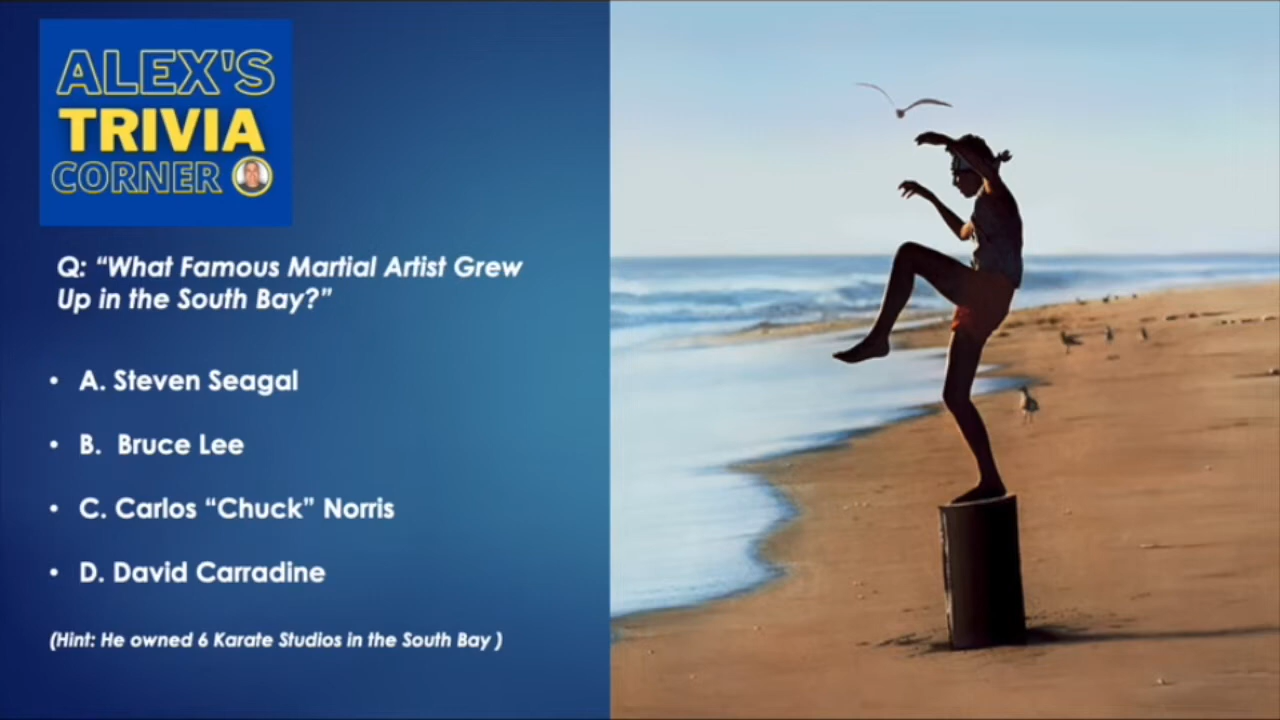 ALEX'S
TRIVIA
CORNER
Q: “What Famous Martial Artist Grew
Up in the South Bay?”
• A. Steven Seagal
• B. Bruce Lee
• C. Carlos “Chuck” Norris
• D. David Carradine
(Hint: He owned 6 Karate Studios in the South Bay )